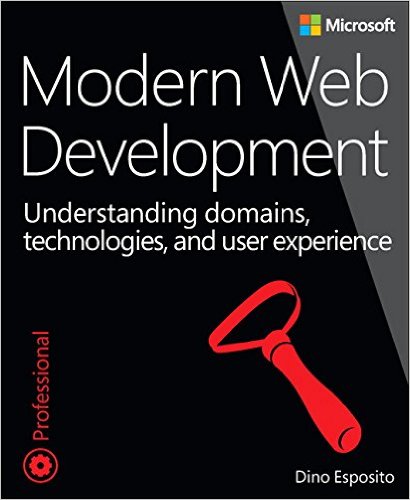 Microsoft
Modern Web
Development
Understanding domains,
technologies, and user experience
Professional
Dino Esposito